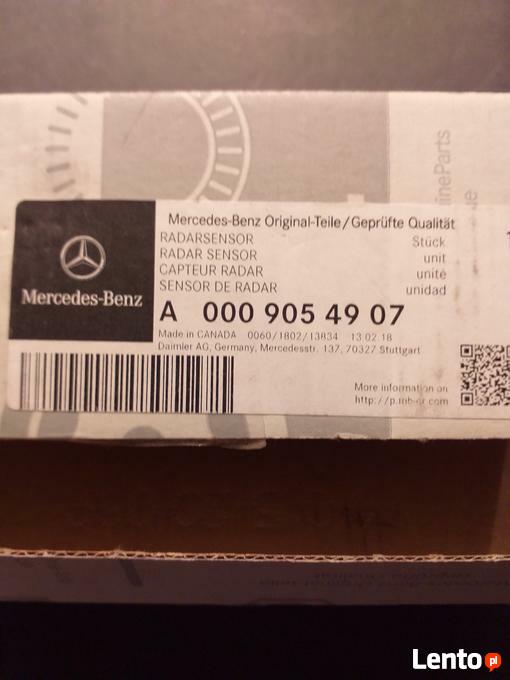 ineParts
ue
Mercedes-Benz Original-Teile/Geprüfte Qualität
RADARSENSOR Stück
RADAR SENSOR unit
CAPTEUR RADAR unité
SENSOR DE RADAR unidad
Mercedes-Benz
A 000 905 49 07
Made in CANADA 0060/1802/13834 13 02 18
Daimler AG, Germany, Mercedesstr. 137, 70327 Stuttgart
More information on
http://p.mb-qr.com
Lento pl